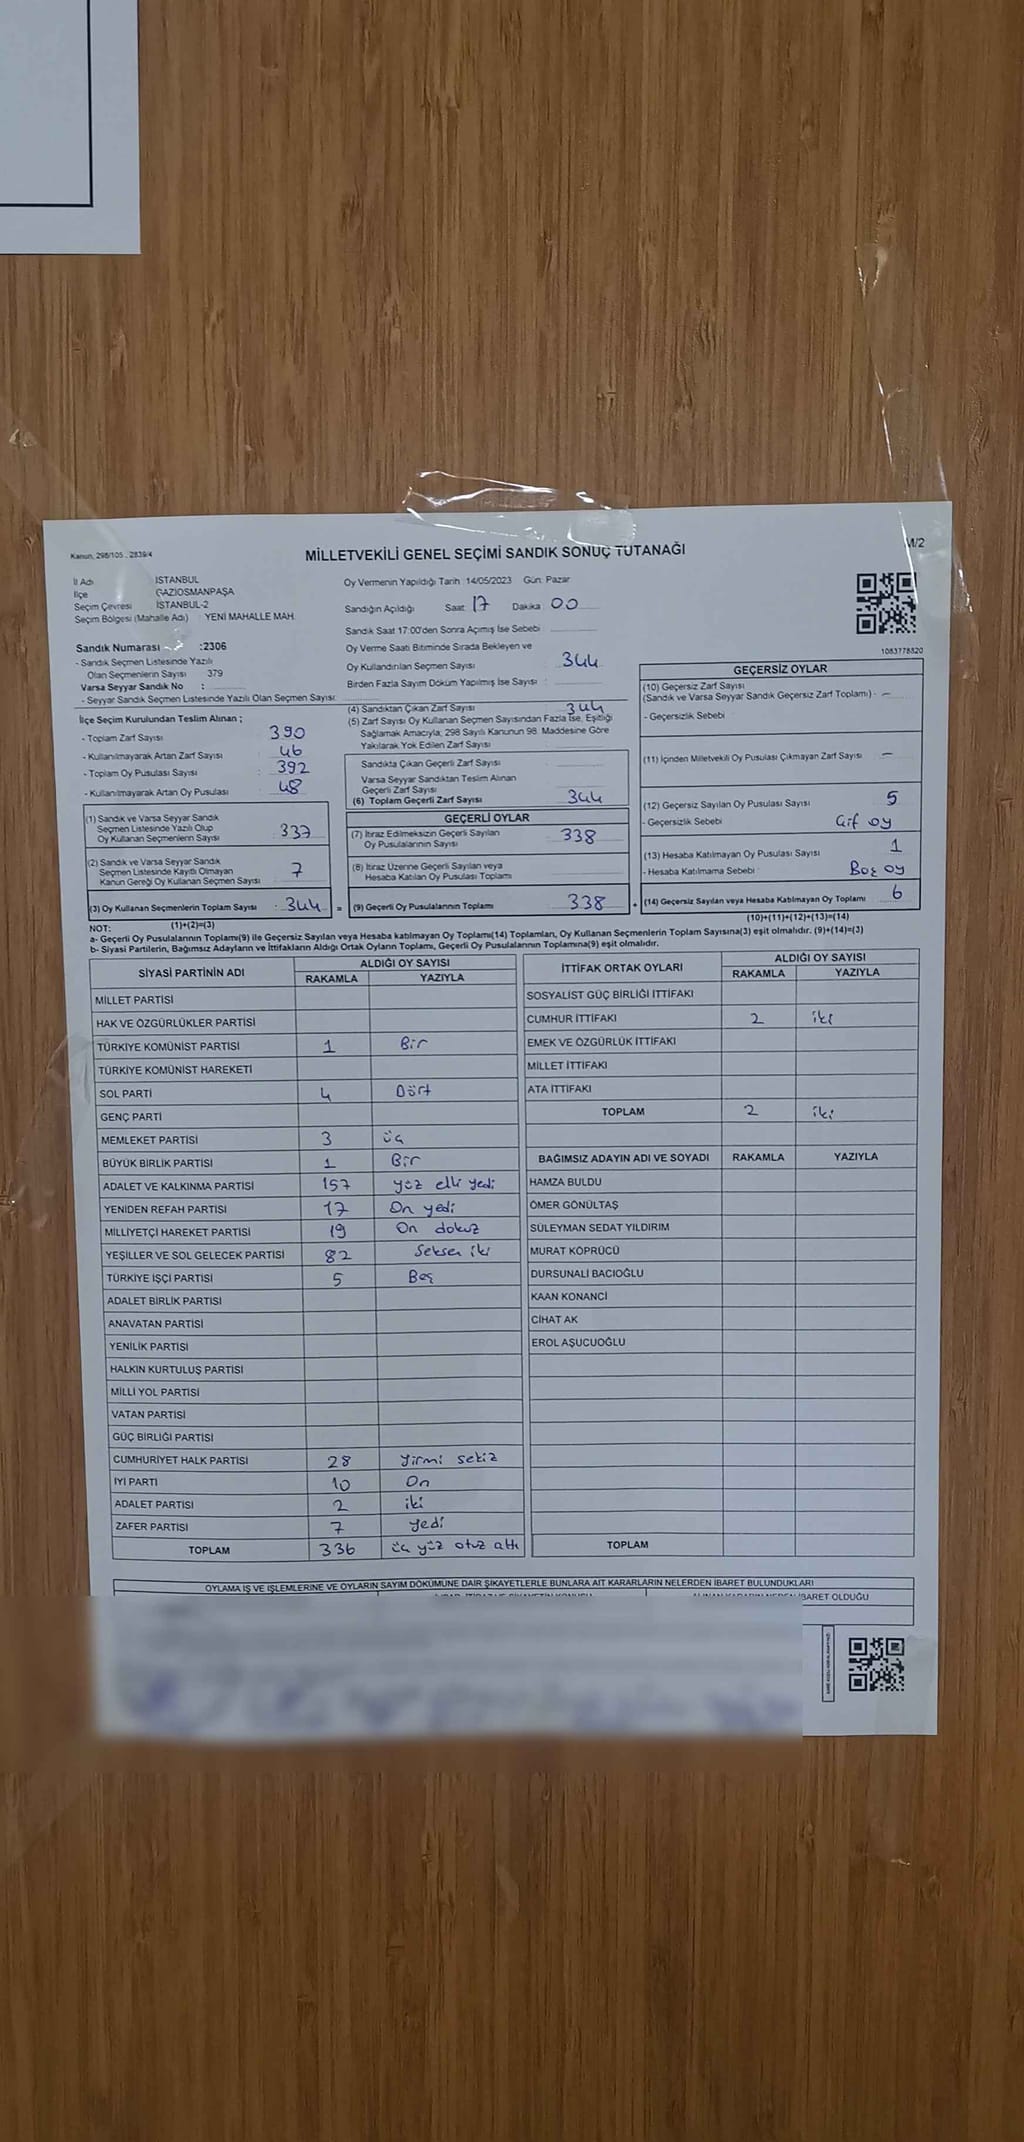 Kanun, 298/105 , 2839/4
MİLLETVEKİLİ GENEL SEÇİMİ SANDIK SONUÇ TUTANAĞI
M/2
İl Adı İSTANBUL
İlçe GAZİOSMANPAŞA
Seçim Çevresi İSTANBUL-2
Seçim Bölgesi (Mahalle Adı) : YENİ MAHALLE MAH.
Sandık Numarası :2306
- Sandık Seçmen Listesinde Yazılı
Olan Seçmenlerin Sayısı : 379
Varsa Seyyar Sandık No :
- Seyyar Sandık Seçmen Listesinde Yazılı Olan Seçmen Sayısı:
Oy Vermenin Yapıldığı Tarih 14/05/2023 Gün: Pazar
Sandığın Açıldığı Saat 17 Dakika 00
Sandık Saat 17:00'den Sonra Açımış İse Sebebi
Oy Verme Saati Bitiminde Sırada Bekleyen ve
Oy Kullandırılan Seçmen Sayısı : 344
Birden Fazla Sayım Döküm Yapılmış İse Sayısı :
1083778320
İlçe Seçim Kurulundan Teslim Alınan ;
- Toplam Zarf Sayısı : 390
- Kullanılmayarak Artan Zarf Sayısı : 46
- Toplam Oy Pusulası Sayısı : 392
- Kullanılmayarak Artan Oy Pusulası : 48
(1) Sandık ve Varsa Seyyar Sandık
Seçmen Listesinde Yazılı Olup
Oy Kullanan Seçmenlerin Sayısı : 337
(2) Sandık ve Varsa Seyyar Sandık
Seçmen Listesinde Kayıtlı Olmayan
Kanun Gereği Oy Kullanan Seçmen Sayısı : 7
(3) Oy Kullanan Seçmenlerin Toplam Sayısı : 344 =
(4) Sandıktan Çıkan Zarf Sayısı : 344
(5) Zarf Sayısı Oy Kullanan Seçmen Sayısından Fazla İse, Eşitliği
Sağlamak Amacıyla, 298 Sayılı Kanunun 98. Maddesine Göre
Yakılarak Yok Edilen Zarf Sayısı :
Sandıkta Çıkan Geçerli Zarf Sayısı :
Varsa Seyyar Sandıktan Teslim Alınan
Geçerli Zarf Sayısı :
(6) Toplam Geçerli Zarf Sayısı : 344
GEÇERLİ OYLAR
(7) İtiraz Edilmeksizin Geçerli Sayılan
Oy Pusulalarının Sayısı : 338
(8) İtiraz Üzerine Geçerli Sayılan veya
Hesaba Katılan Oy Pusulası Toplamı :
(9) Geçerli Oy Pusulalarının Toplamı : 338 +
GEÇERSİZ OYLAR
(10) Geçersiz Zarf Sayısı
(Sandık ve Varsa Seyyar Sandık Geçersiz Zarf Toplamı) : -
- Geçersizlik Sebebi :
(11) İçinden Milletvekili Oy Pusulası Çıkmayan Zarf Sayısı : -
(12) Geçersiz Sayılan Oy Pusulası Sayısı : 5
- Geçersizlik Sebebi : Çift oy
(13) Hesaba Katılmayan Oy Pusulası Sayısı : 1
- Hesaba Katılmama Sebebi : Boş oy
(14) Geçersiz Sayılan veya Hesaba Katılmayan Oy Toplamı : 6
NOT: (1)+(2)=(3) (10)+(11)+(12)+(13)=(14)
a- Geçerli Oy Pusulalarının Toplamı(9) ile Geçersiz Sayılan veya Hesaba katılmayan Oy Toplamı(14) Toplamları, Oy Kullanan Seçmenlerin Toplam Sayısına(3) eşit olmalıdır. (9)+(14)=(3)
b- Siyasi Partilerin, Bağımsız Adayların ve İttifakların Aldığı Ortak Oyların Toplamı, Geçerli Oy Pusulalarının Toplamına(9) eşit olmalıdır.
SİYASİ PARTİNİN ADI ALDIĞI OY SAYISI
RAKAMLA YAZIYLA
MİLLET PARTİSİ
HAK VE ÖZGÜRLÜKLER PARTİSİ
TÜRKİYE KOMÜNİST PARTİSİ 1 Bir
TÜRKİYE KOMÜNİST HAREKETİ
SOL PARTİ 4 Dört
GENÇ PARTİ
MEMLEKET PARTİSİ 3 üç
BÜYÜK BİRLİK PARTİSİ 1 Bir
ADALET VE KALKINMA PARTİSİ 157 yüz elli yedi
YENİDEN REFAH PARTİSİ 17 On yedi
MİLLİYETÇİ HAREKET PARTİSİ 19 On dokuz
YEŞİLLER VE SOL GELECEK PARTİSİ 82 Seksen iki
TÜRKİYE İŞÇİ PARTİSİ 5 Beş
ADALET BİRLİK PARTİSİ
ANAVATAN PARTİSİ
YENİLİK PARTİSİ
HALKIN KURTULUŞ PARTİSİ
MİLLİ YOL PARTİSİ
VATAN PARTİSİ
GÜÇ BİRLİĞİ PARTİSİ
CUMHURİYET HALK PARTİSİ 28 Yirmi sekiz
İYİ PARTİ 10 On
ADALET PARTİSİ 2 iki
ZAFER PARTİSİ 7 yedi
TOPLAM 336 üç yüz otuz altı
İTTİFAK ORTAK OYLARI ALDIĞI OY SAYISI
RAKAMLA YAZIYLA
SOSYALİST GÜÇ BİRLİĞİ İTTİFAKI
CUMHUR İTTİFAKI 2 iki
EMEK VE ÖZGÜRLÜK İTTİFAKI
MİLLET İTTİFAKI
ATA İTTİFAKI
TOPLAM 2 iki
BAĞIMSIZ ADAYIN ADI VE SOYADI RAKAMLA YAZIYLA
HAMZA BULDU
ÖMER GÖNÜLTAŞ
SÜLEYMAN SEDAT YILDIRIM
MURAT KÖPRÜCÜ
DURSUNALİ BACIOĞLU
KAAN KONANCİ
CİHAT AK
EROL AŞUCUOĞLU
TOPLAM
OYLAMA İŞ VE İŞLEMLERİNE VE OYLARIN SAYIM DÖKÜMÜNE DAİR ŞİKAYETLERLE BUNLARA AİT KARARLARIN NELERDEN İBARET BULUNDUKLARI
İBARET OLDUĞU